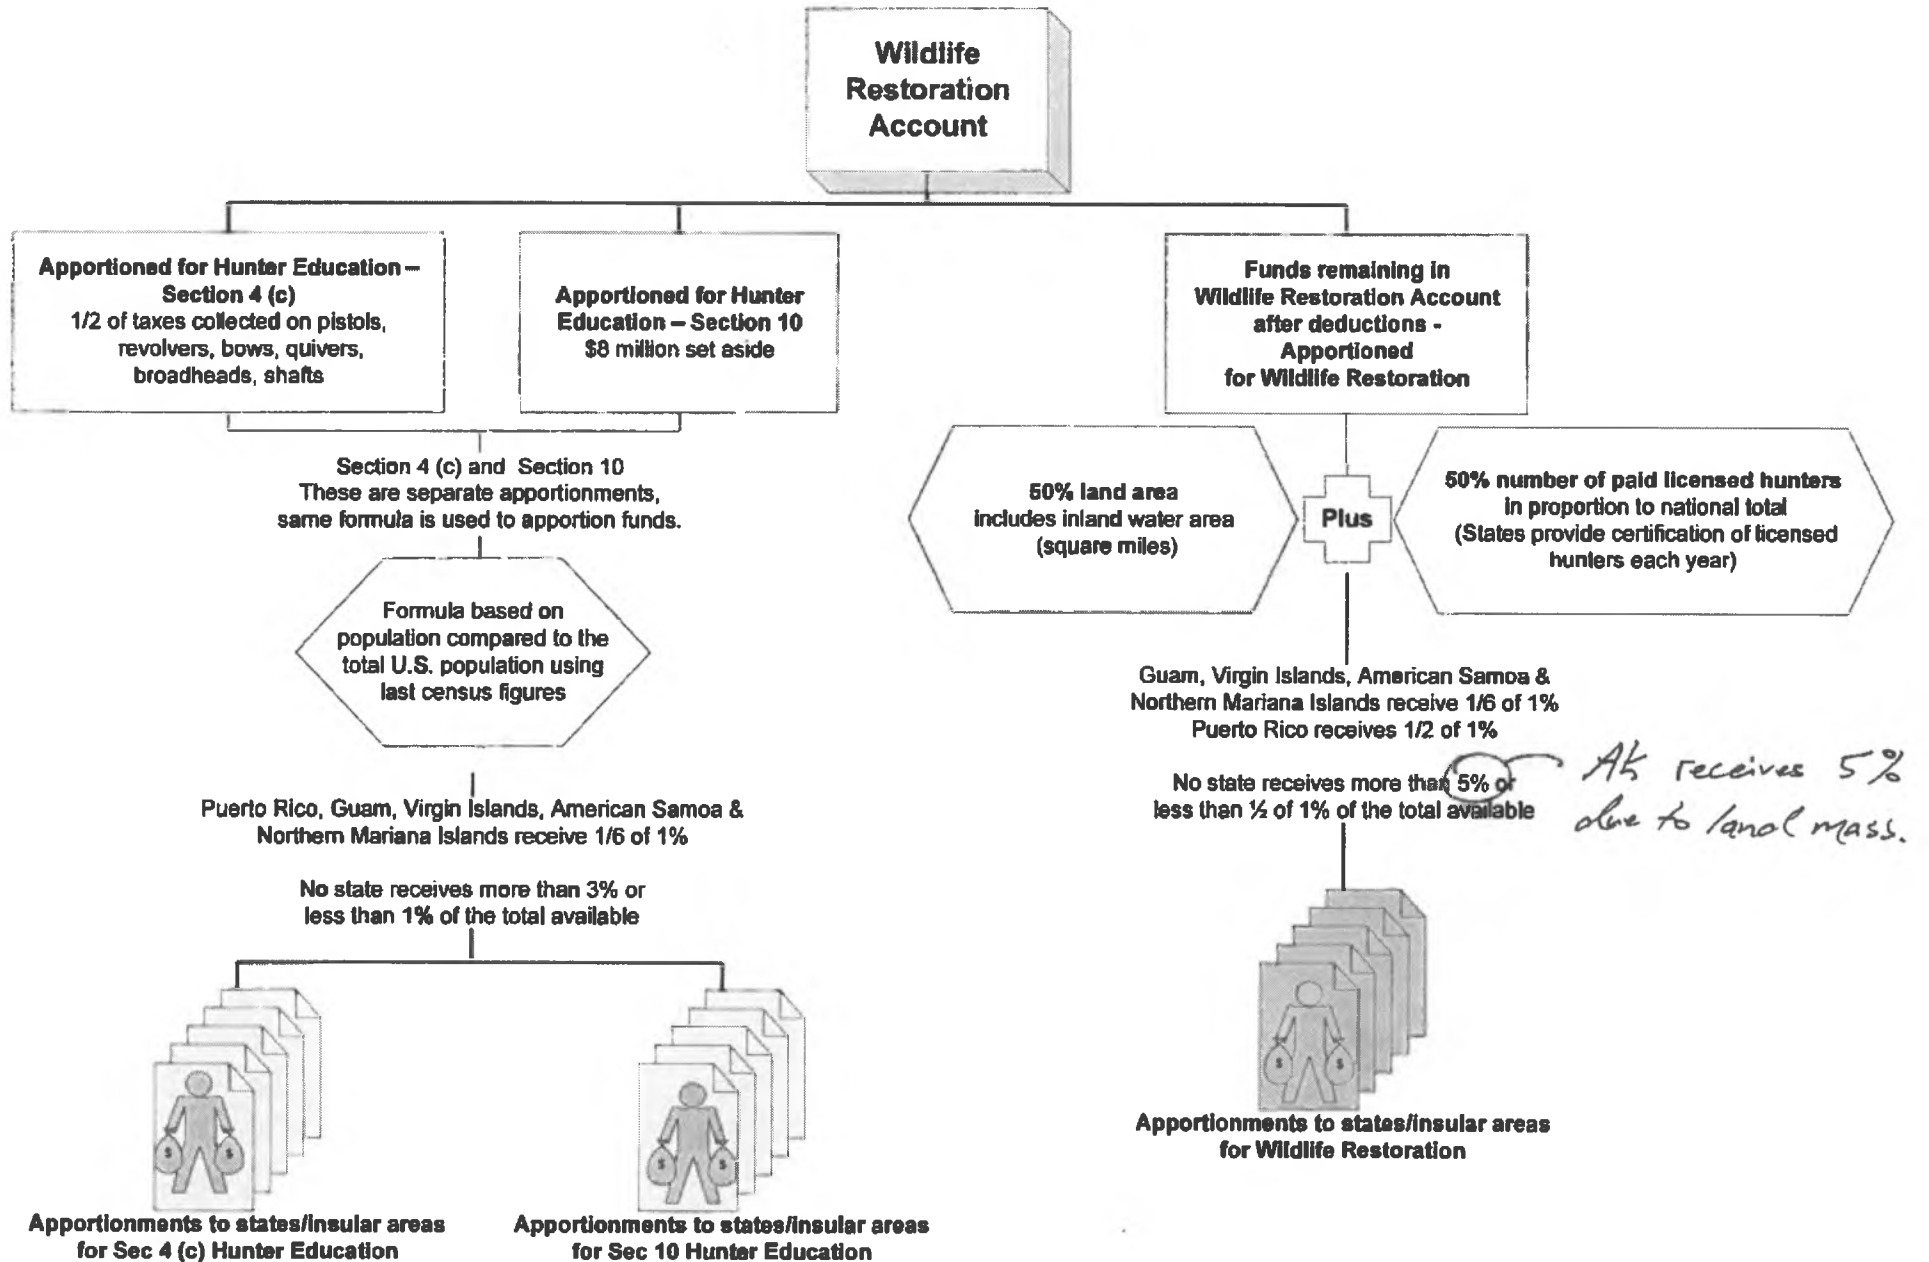 Wildlife
Restoration
Account
Apportioned for Hunter Education –
Section 4 (c)
1/2 of taxes collected on pistols,
revolvers, bows, quivers,
broadheads, shafts
Apportioned for Hunter
Education – Section 10
$8 million set aside
Funds remaining in
Wildlife Restoration Account
after deductions -
Apportioned
for Wildlife Restoration
Section 4 (c) and Section 10
These are separate apportionments,
same formula is used to apportion funds.
Formula based on
population compared to the
total U.S. population using
last census figures
Puerto Rico, Guam, Virgin Islands, American Samoa &
Northern Mariana Islands receive 1/6 of 1%
No state receives more than 3% or
less than 1% of the total available
50% land area
includes inland water area
(square miles)
Plus
50% number of paid licensed hunters
in proportion to national total
(States provide certification of licensed
hunters each year)
Guam, Virgin Islands, American Samoa &
Northern Mariana Islands receive 1/6 of 1%
Puerto Rico receives 1/2 of 1%
No state receives more than 5% or
less than ½ of 1% of the total available
AK receives 5%
due to land mass.
$ $
Apportionments to states/insular areas
for Sec 4 (c) Hunter Education
$ $
Apportionments to states/insular areas
for Sec 10 Hunter Education
$ $
Apportionments to states/insular areas
for Wildlife Restoration